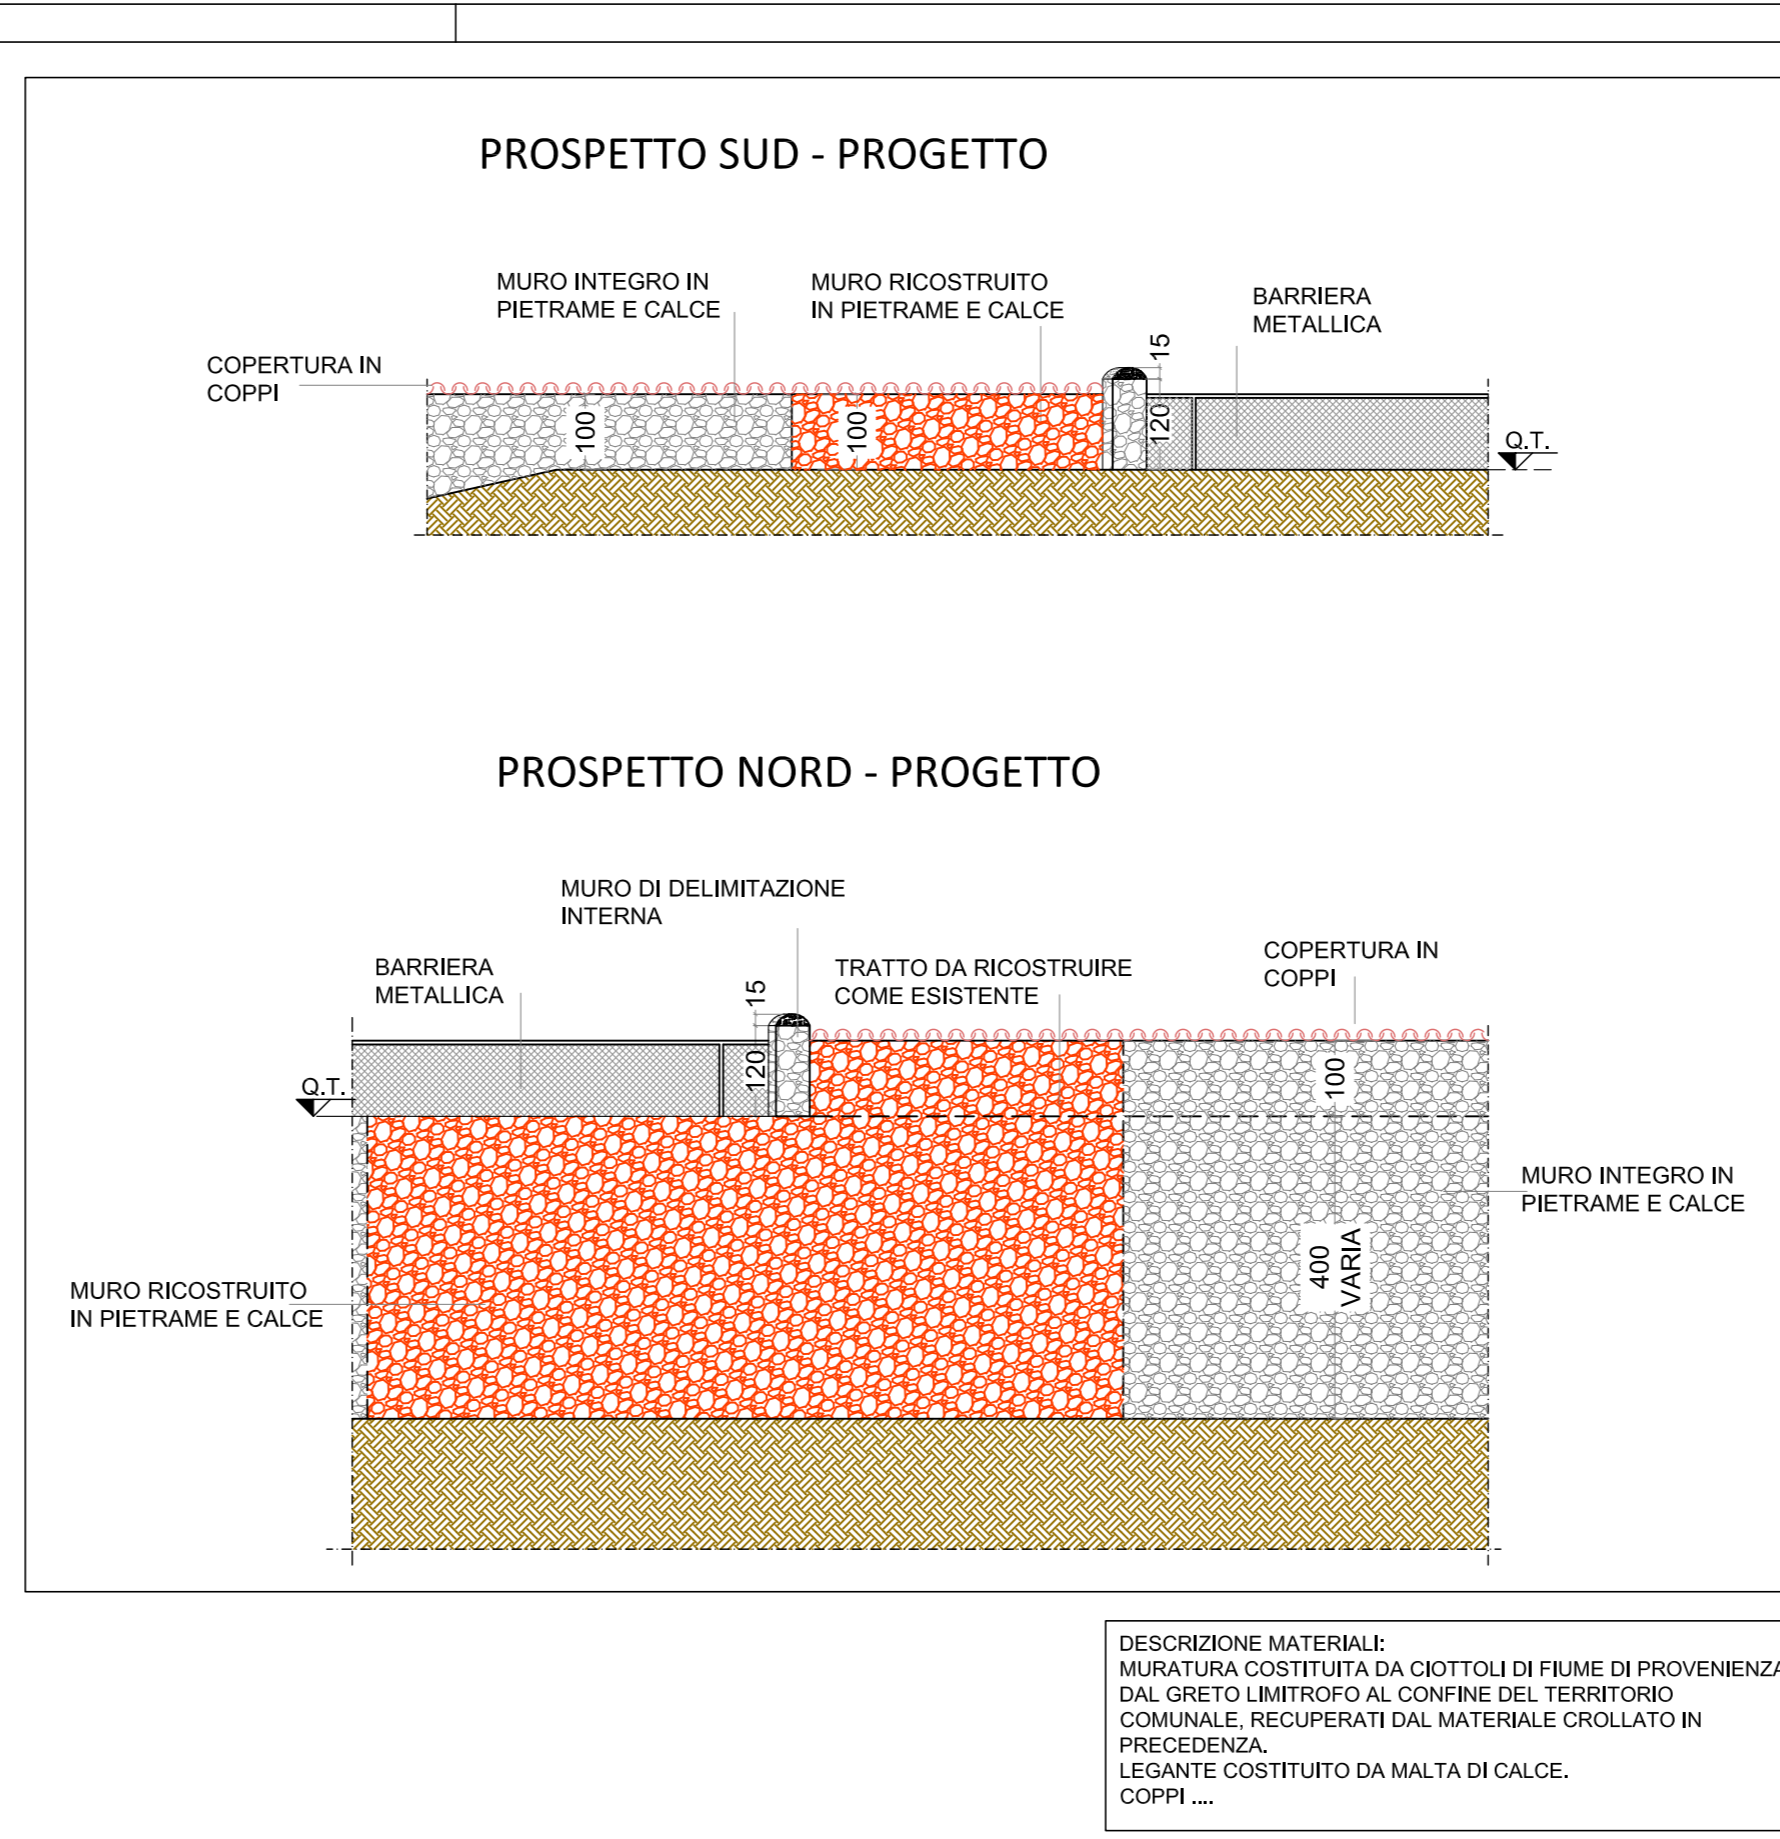 PROSPETTO SUD - PROGETTO
MURO INTEGRO IN
PIETRAME E CALCE
MURO RICOSTRUITO
IN PIETRAME E CALCE
BARRIERA
METALLICA
COPERTURA IN
COPPI
15
100
100
120
Q.T.
PROSPETTO NORD - PROGETTO
MURO DI DELIMITAZIONE
INTERNA
BARRIERA
METALLICA
TRATTO DA RICOSTRUIRE
COME ESISTENTE
COPERTURA IN
COPPI
15
120
100
Q.T.
MURO INTEGRO IN
PIETRAME E CALCE
400
VARIA
MURO RICOSTRUITO
IN PIETRAME E CALCE
DESCRIZIONE MATERIALI:
MURATURA COSTITUITA DA CIOTTOLI DI FIUME DI PROVENIENZA
DAL GRETO LIMITROFO AL CONFINE DEL TERRITORIO
COMUNALE, RECUPERATI DAL MATERIALE CROLLATO IN
PRECEDENZA.
LEGANTE COSTITUITO DA MALTA DI CALCE.
COPPI ....